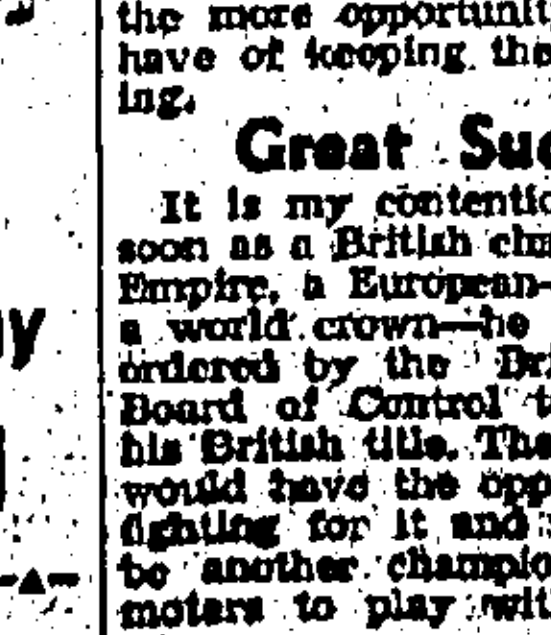 the more opportunit
have of keeping the
ing.
Great Suc
It is my contentio
soon as a British cha
Empire, a European—
a world crown—he
ordered by the Bri
Board of Control t
his British title. The
would have the opp
fighting for it and
be another champio
moters to play wit
y